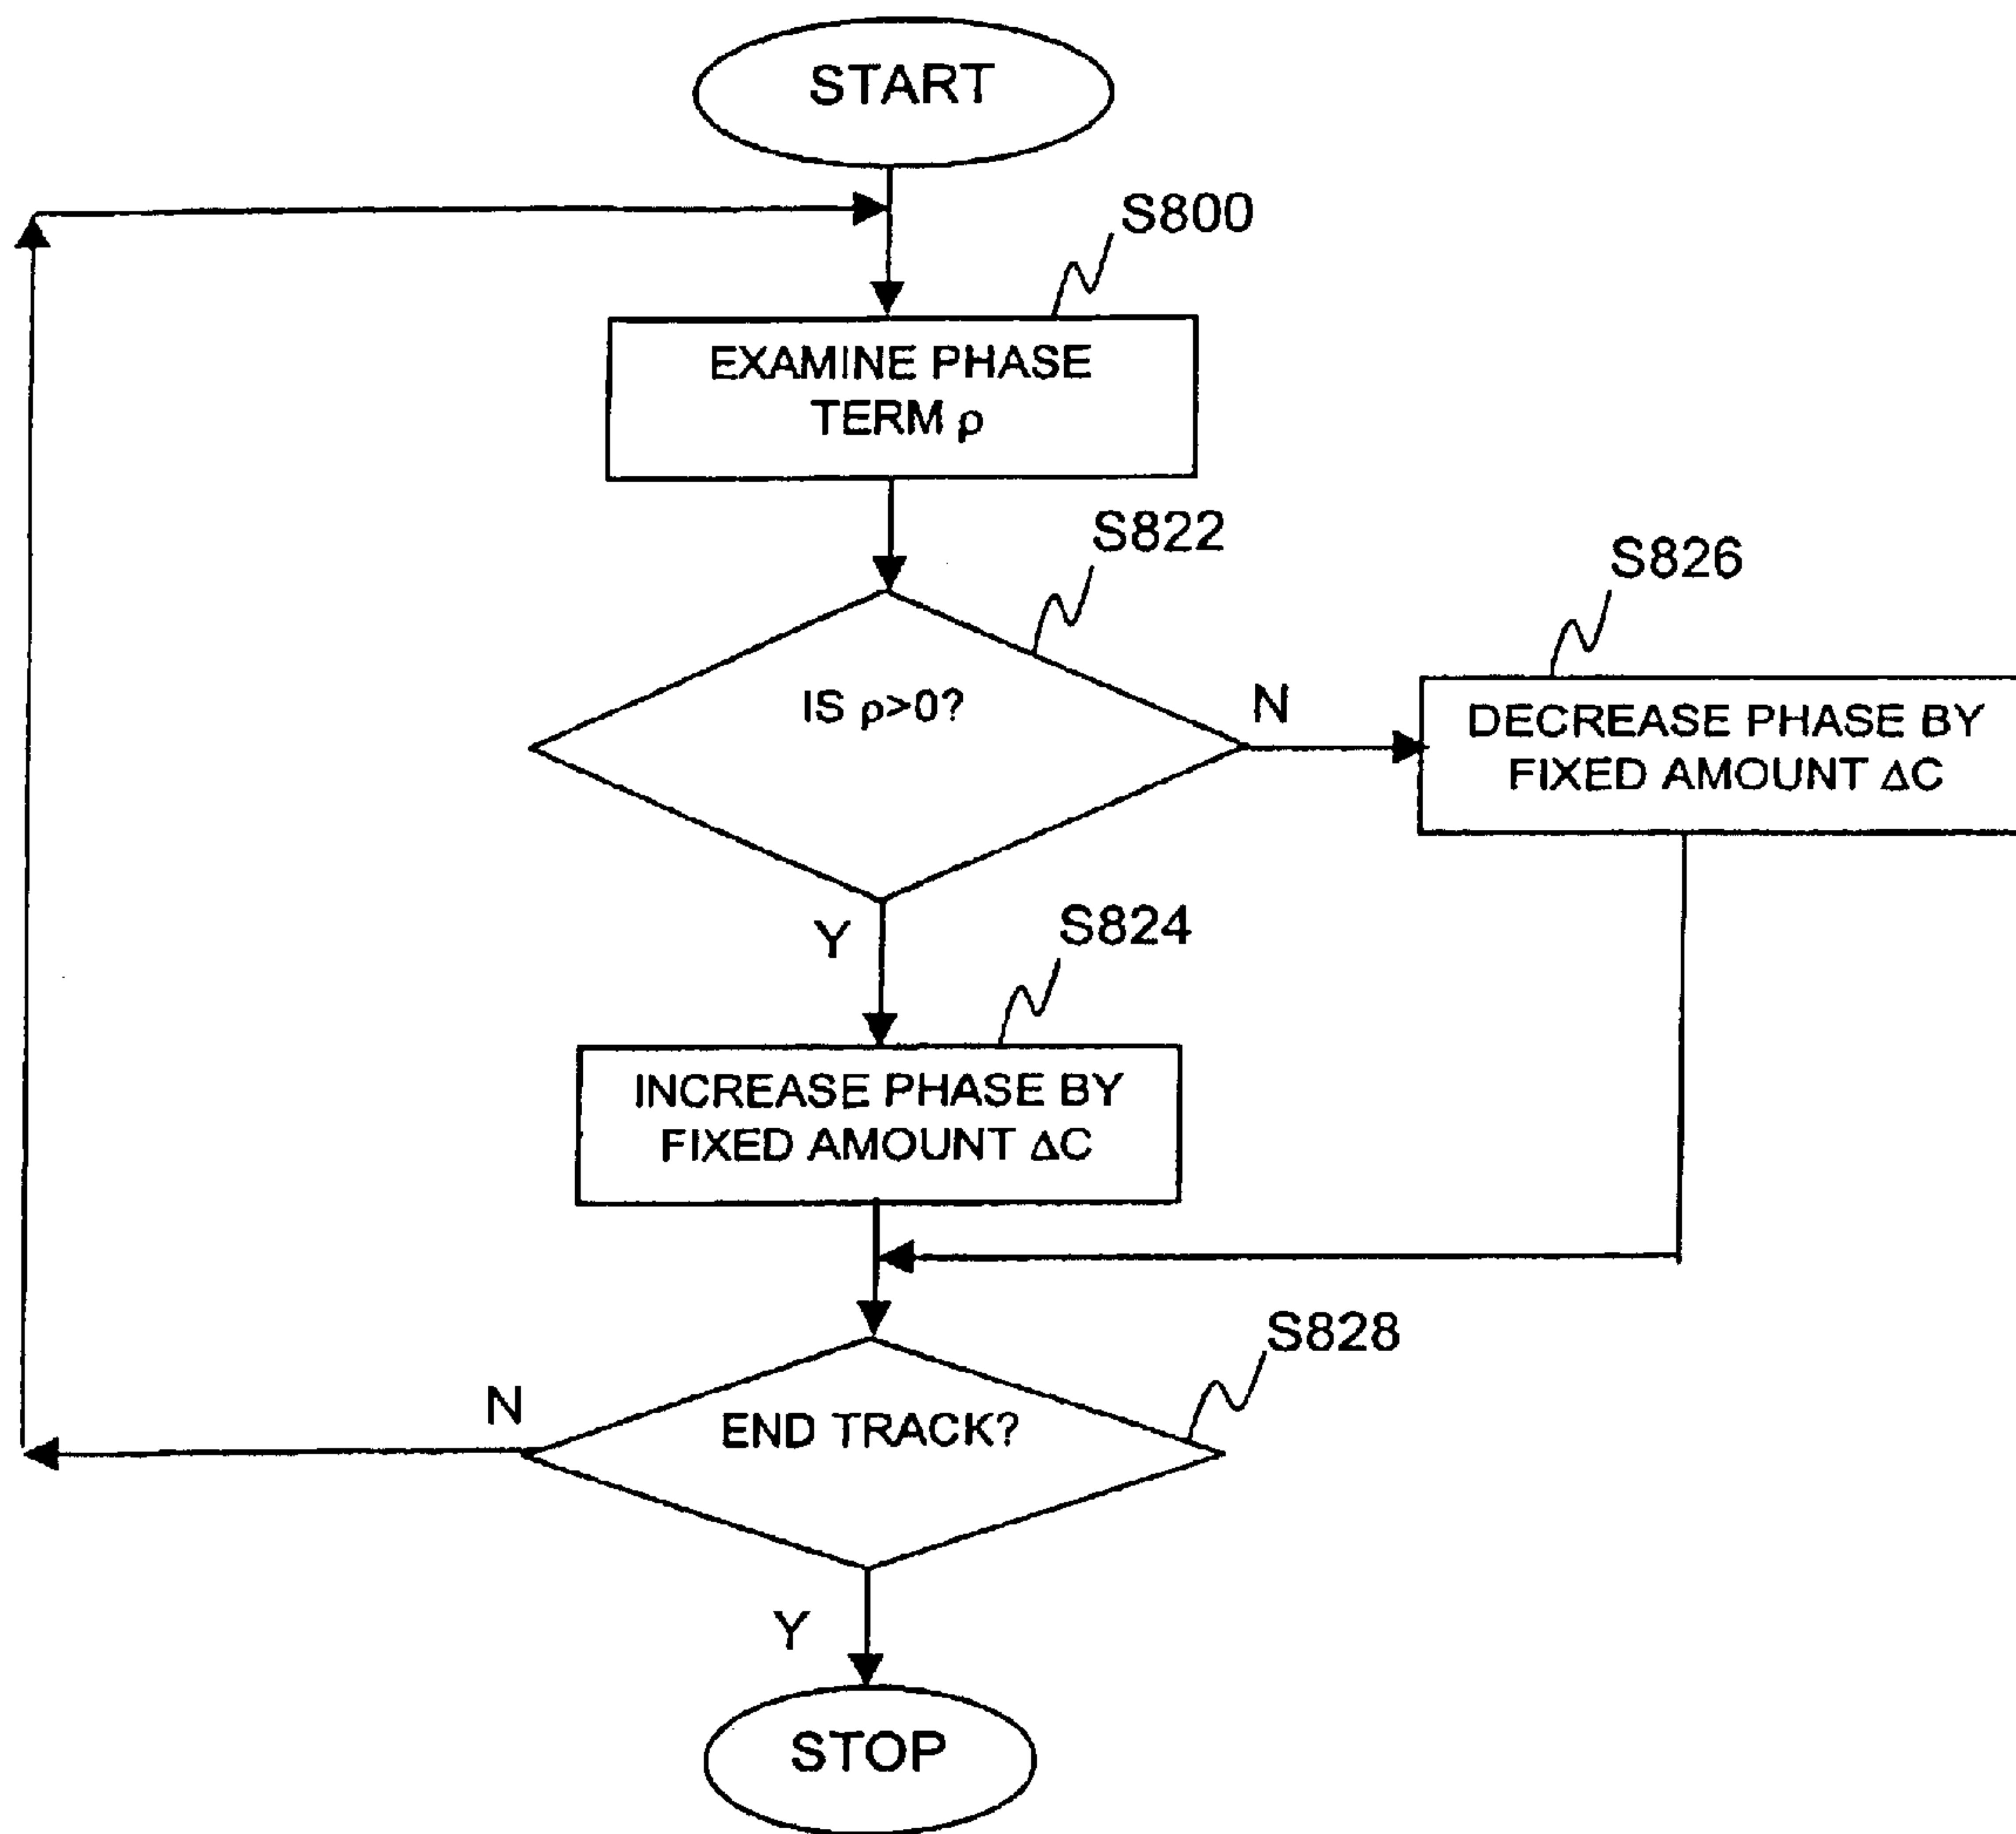 START
S800
EXAMINE PHASE
TERM ρ
S822
S826
IS ρ>0?
N
DECREASE PHASE BY
FIXED AMOUNT ΔC
Y
S824
INCREASE PHASE BY
FIXED AMOUNT ΔC
S828
N
END TRACK?
Y
STOP